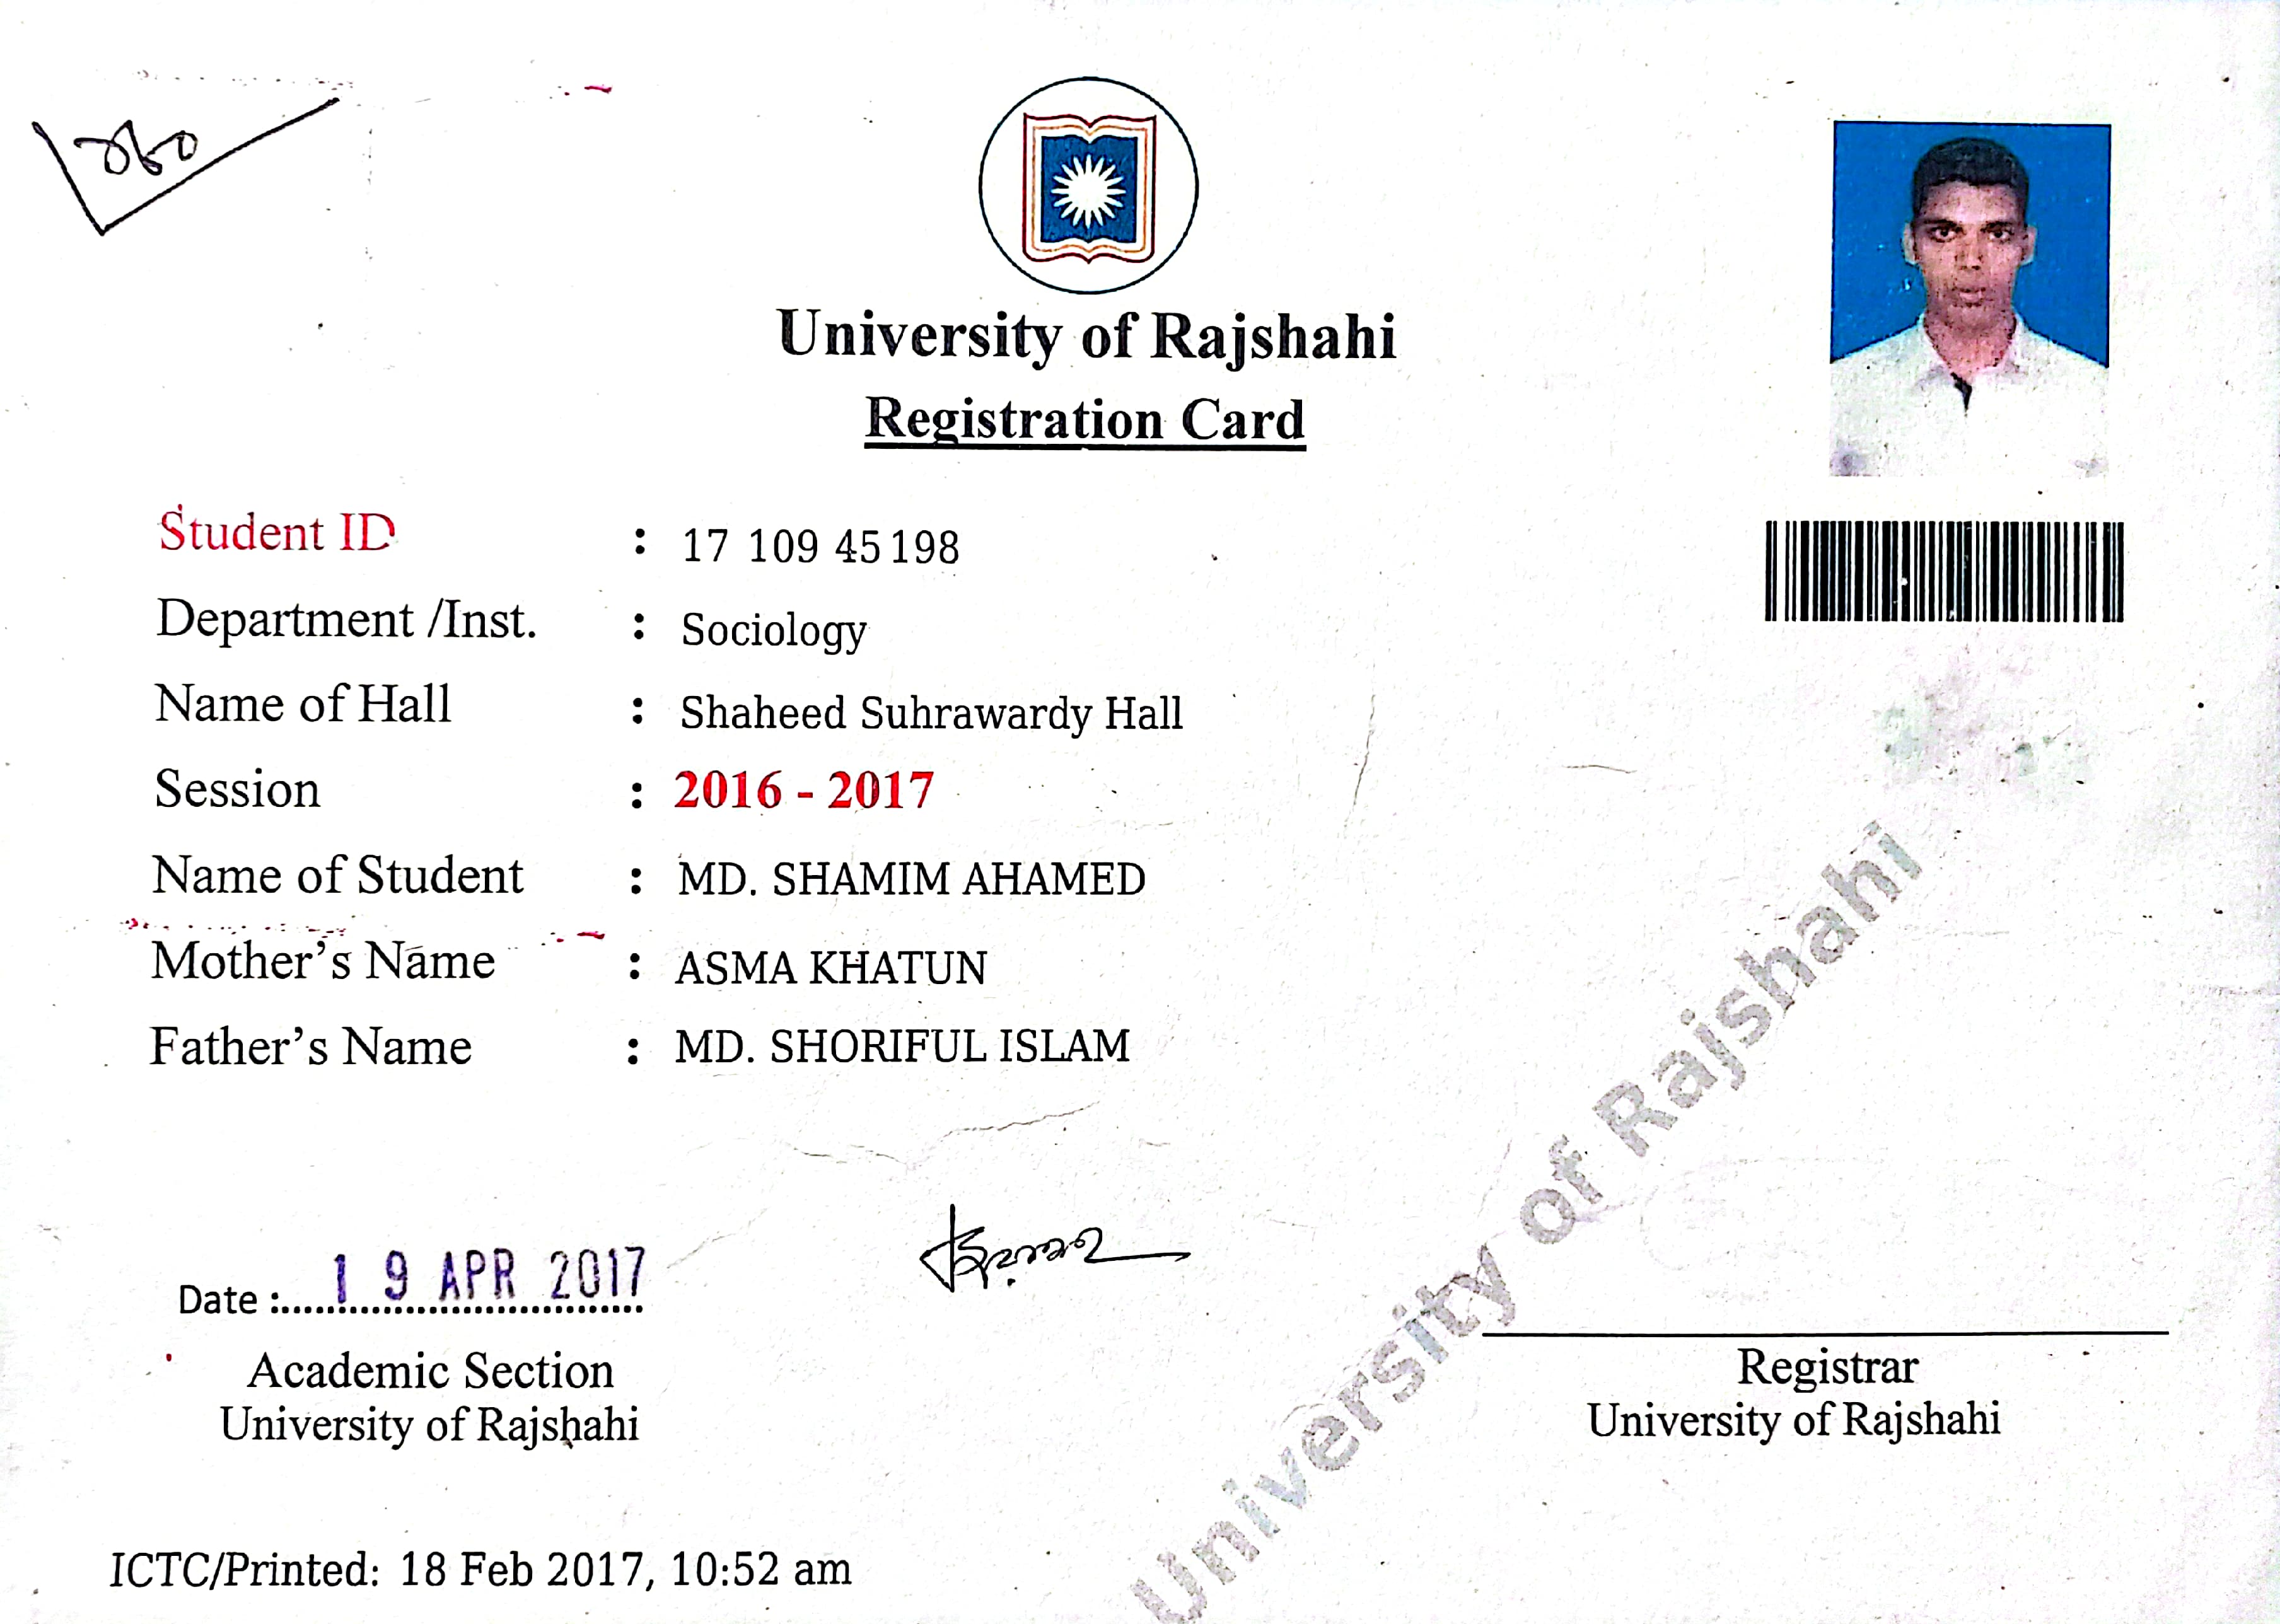 ৩৪০
University of Rajshahi
Registration Card
Student ID : 17 109 45198
Department /Inst. : Sociology
Name of Hall : Shaheed Suhrawardy Hall
Session : 2016 - 2017
Name of Student : MD. SHAMIM AHAMED
Mother's Name : ASMA KHATUN
Father's Name : MD. SHORIFUL ISLAM
Date :..... 19 APR 2017
Academic Section
University of Rajshahi
Registrar
University of Rajshahi
University of Rajshahi
ICTC/Printed: 18 Feb 2017, 10:52 am